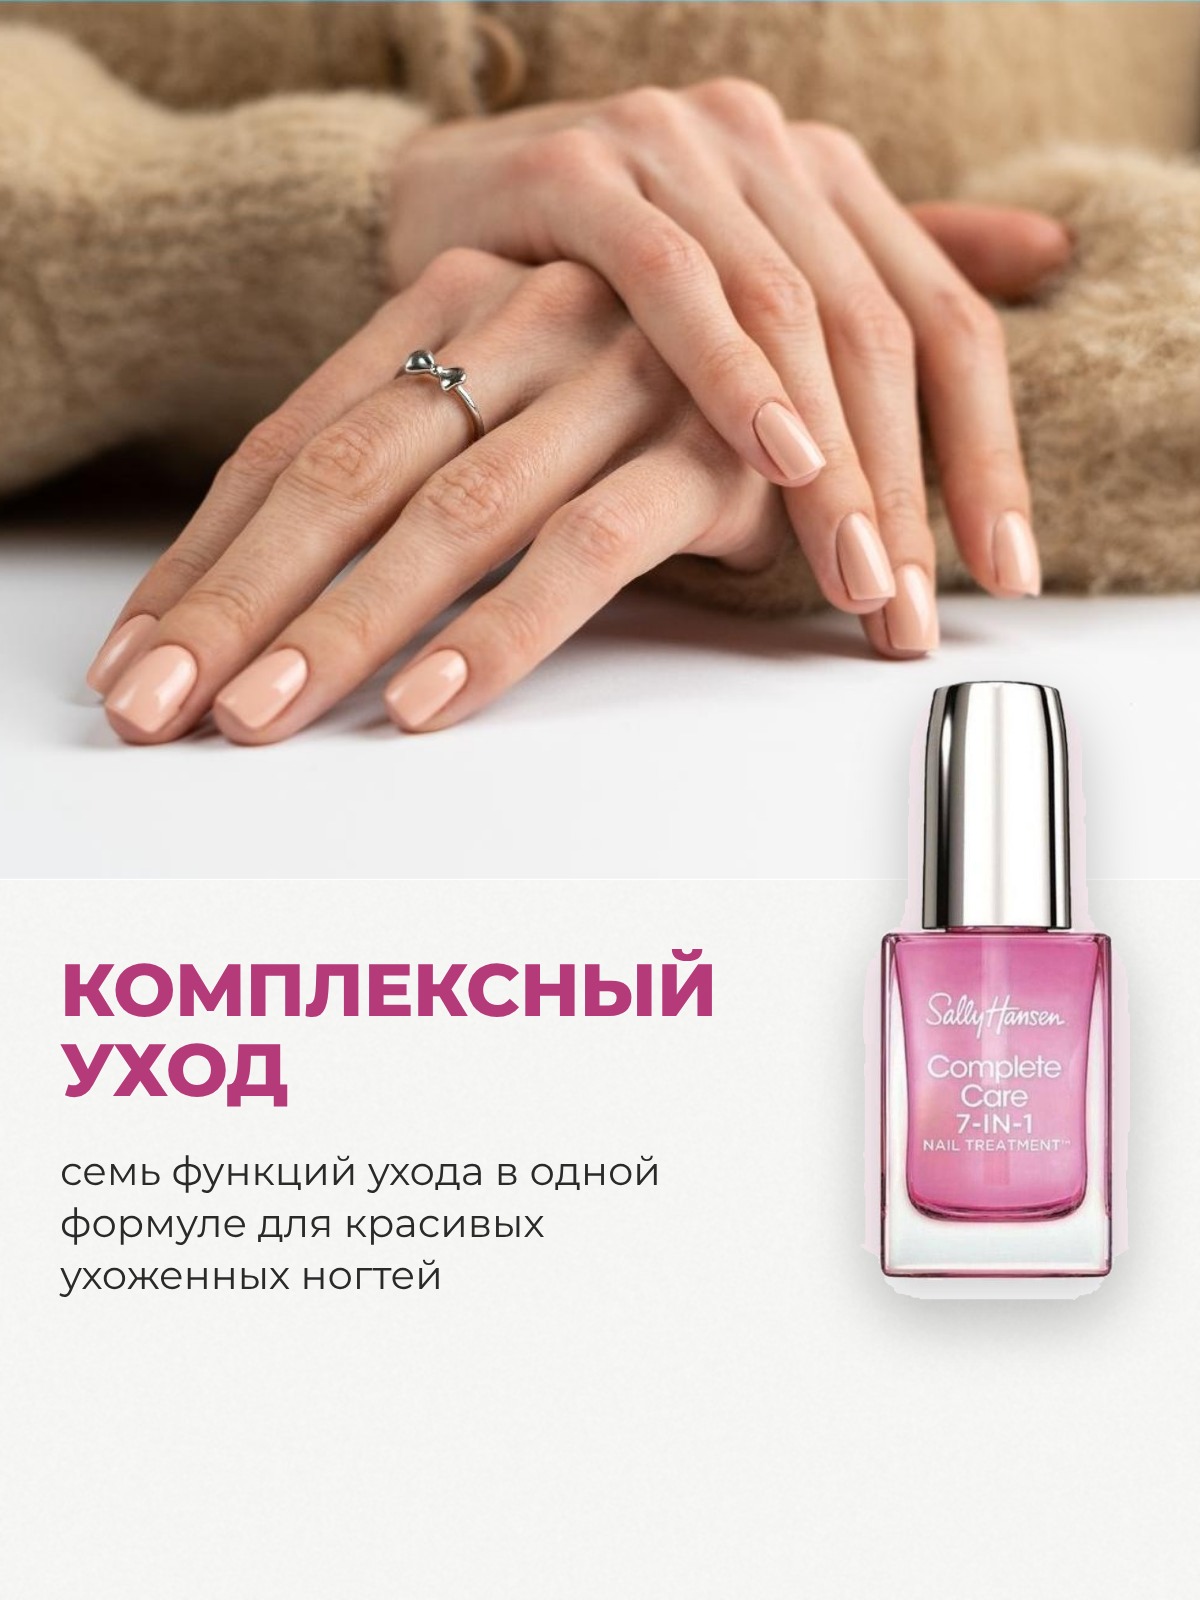 КОМПЛЕКСНЫЙ
УХОД
семь функций ухода в одной
формуле для красивых
ухоженных ногтей
Sally Hansen
Complete
Care
7-IN-1
NAIL TREATMENT™